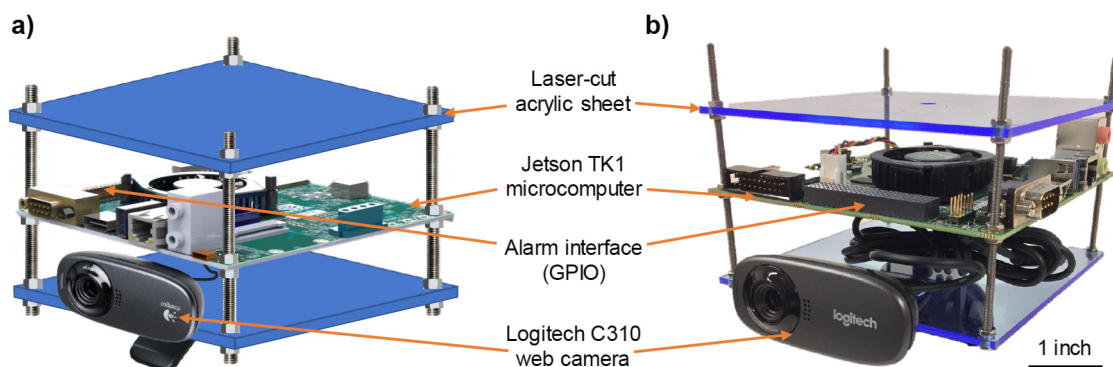 a)
b)
Laser-cut
acrylic sheet
Jetson TK1
microcomputer
Alarm interface
(GPIO)
Logitech C310
web camera
logitech
logitech
1 inch